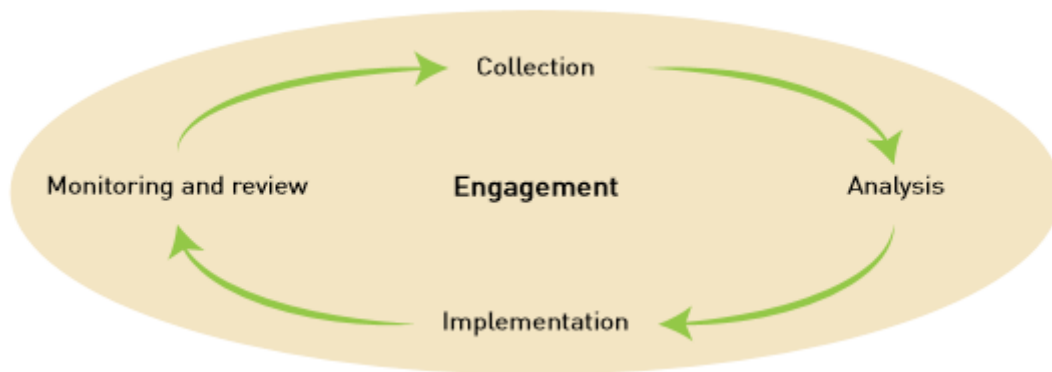 Collection
Monitoring and review
Engagement
Analysis
Implementation